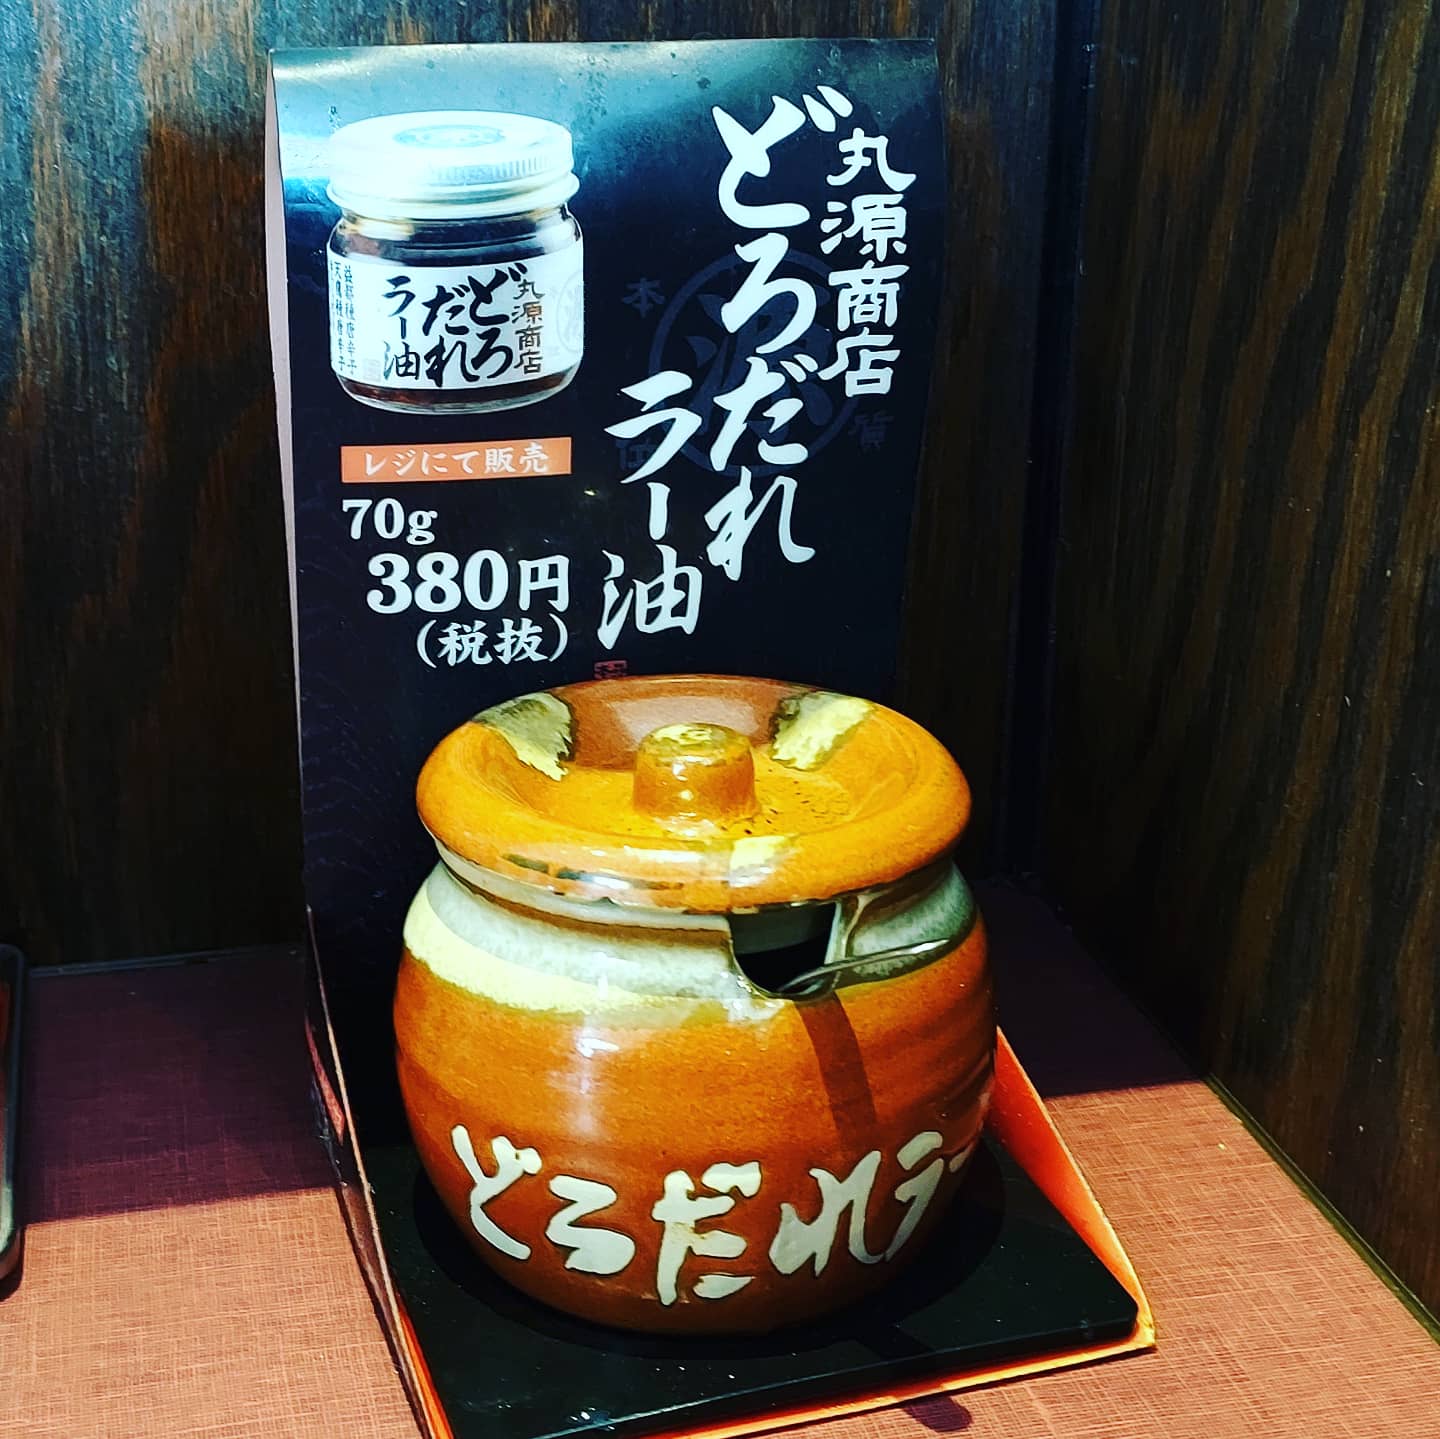 丸源商店
どろだれ
ラー油
丸源商店
どろ
だれ
ラー油
レジにて販売
70g
380円
(税抜)
本
質
どろだれラー